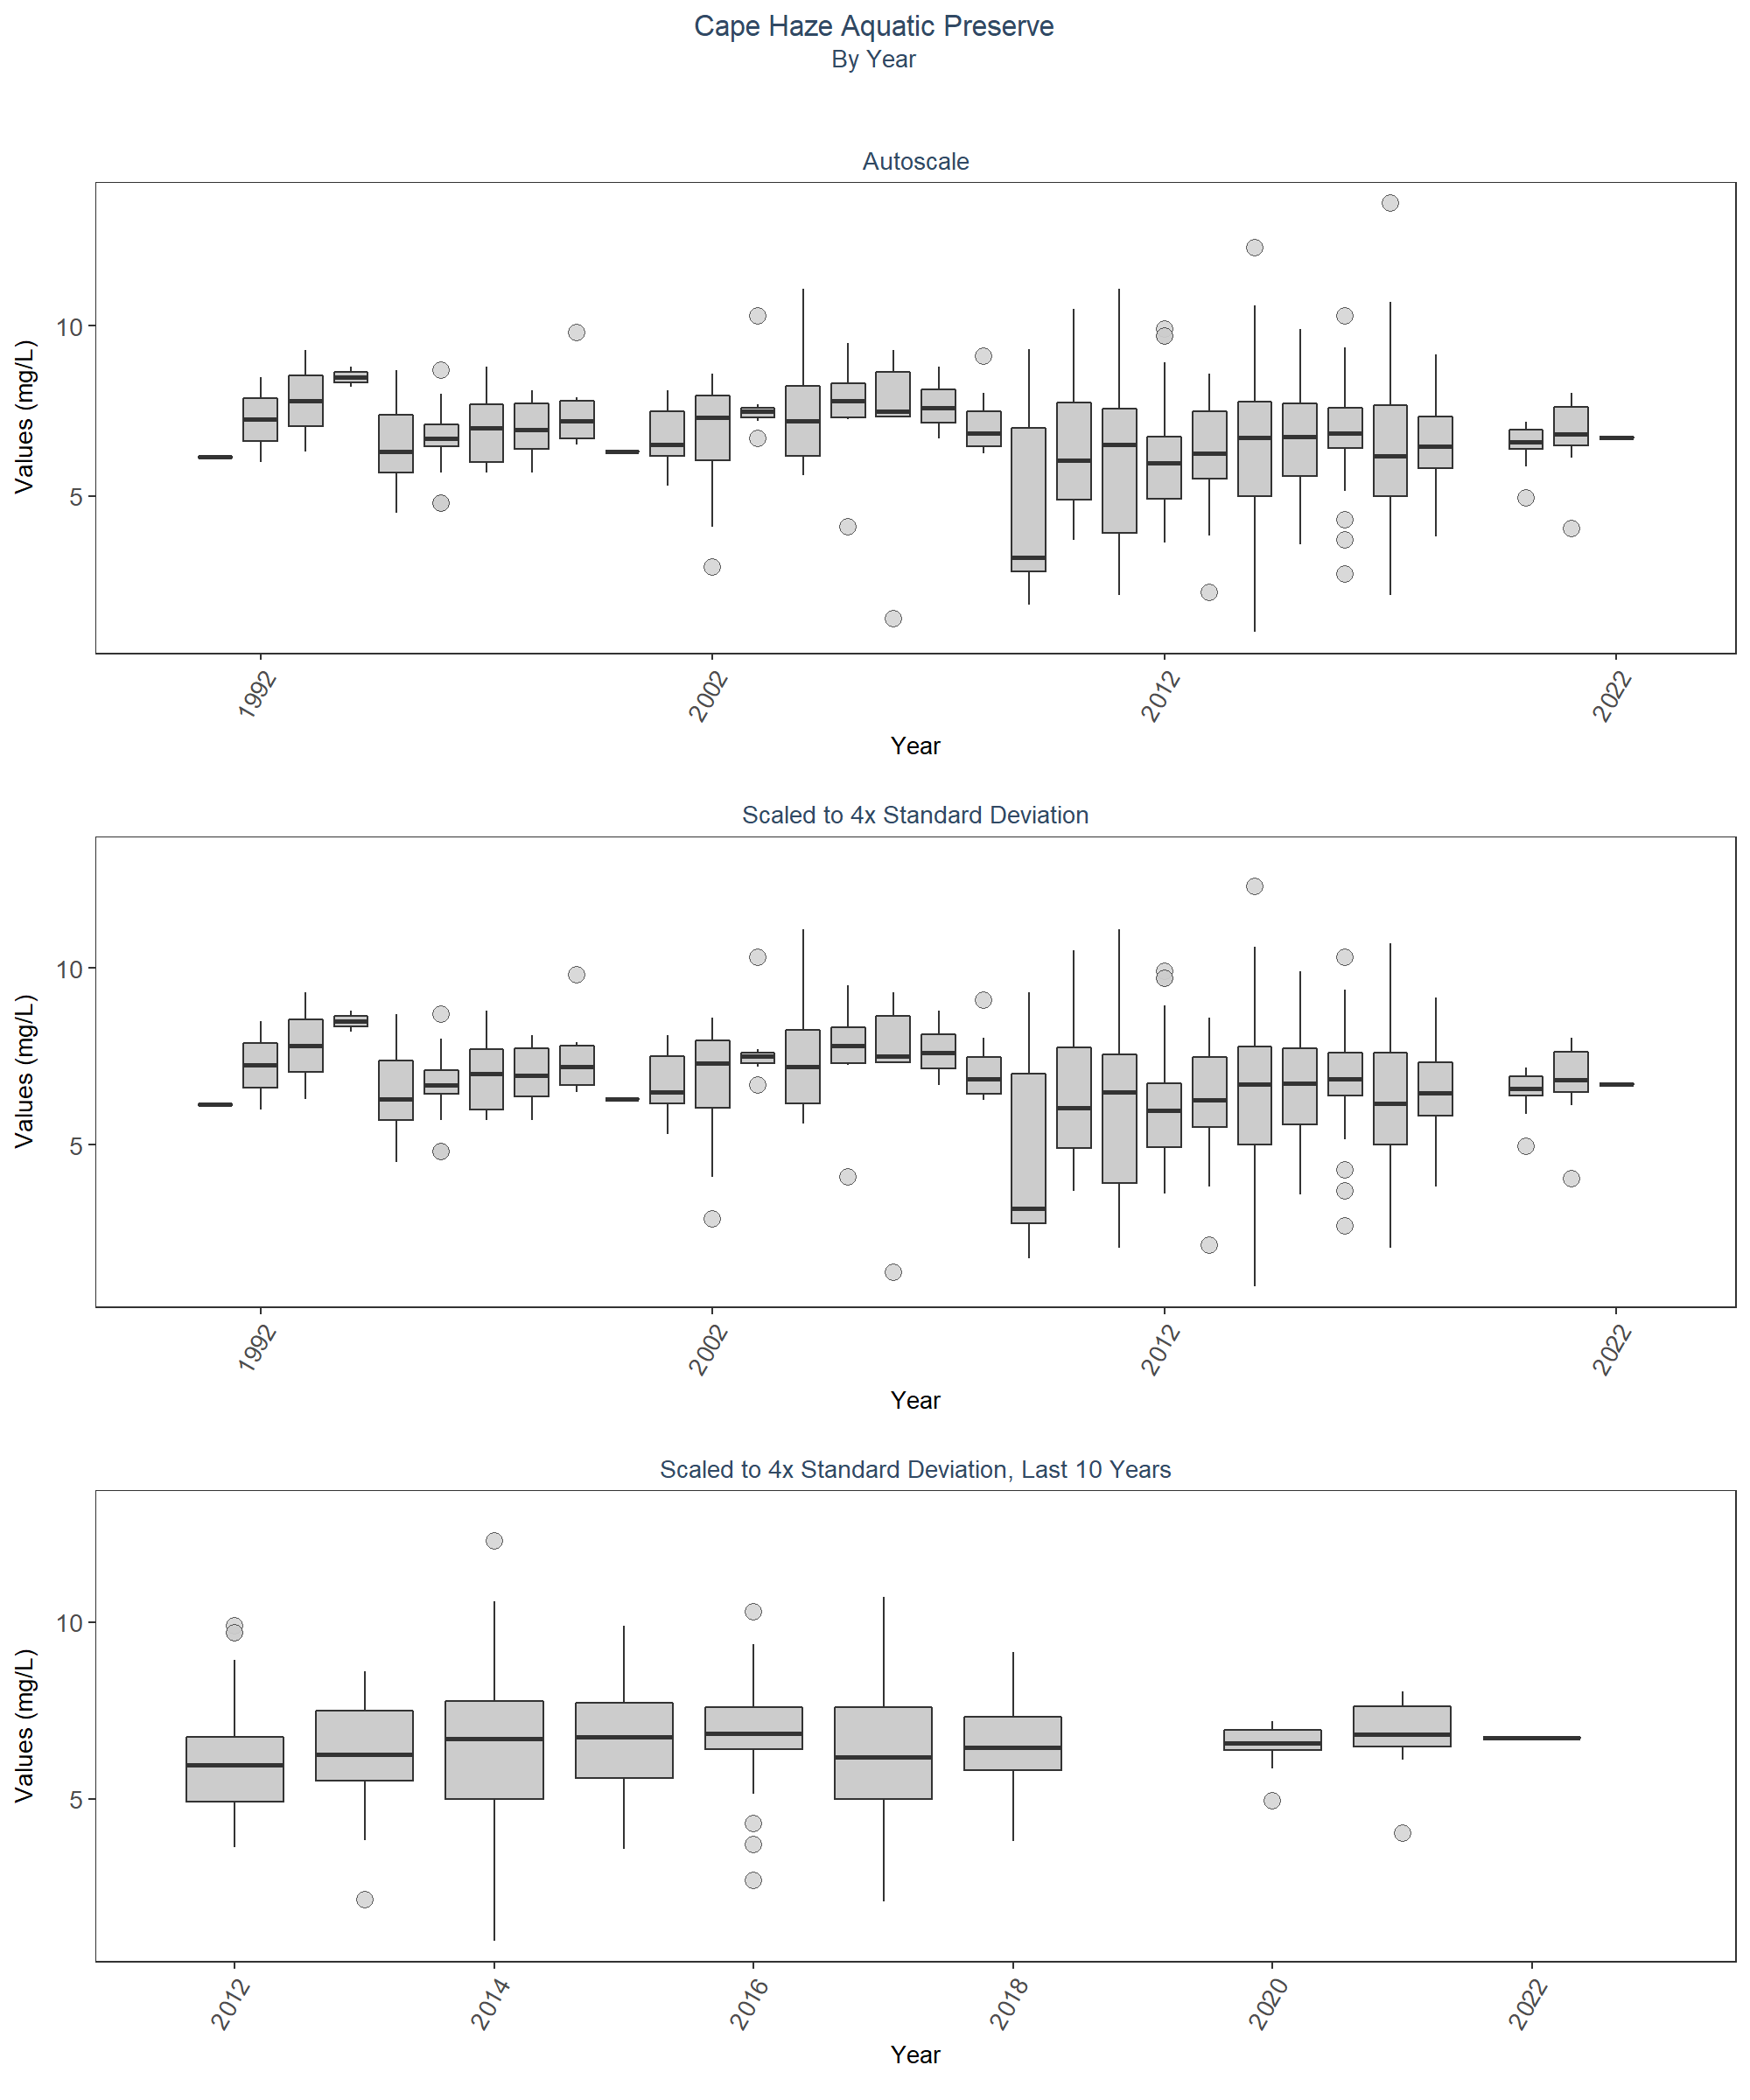 Cape Haze Aquatic Preserve
By Year
Autoscale
Values (mg/L)
10
5
1992
2002
2012
2022
Year
Scaled to 4x Standard Deviation
Values (mg/L)
10
5
1992
2002
2012
2022
Year
Scaled to 4x Standard Deviation, Last 10 Years
Values (mg/L)
10
5
2012
2014
2016
2018
2020
2022
Year